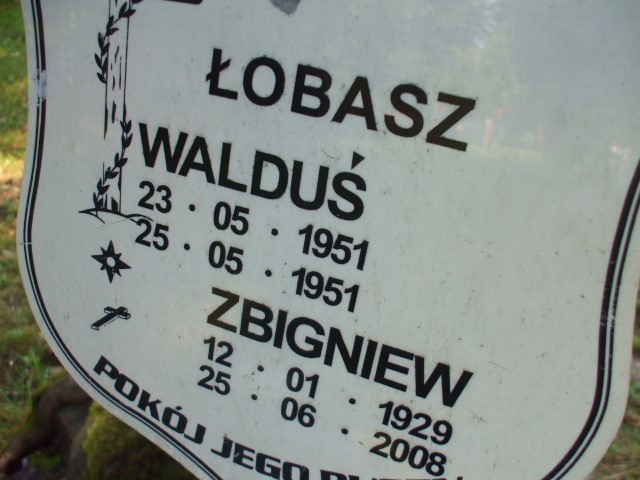 ŁOBASZ
WALDUŚ
23 · 05 · 1951
25 · 05 · 1951
ZBIGNIEW
12 · 01 · 1929
25 · 06 · 2008
POKÓJ JEGO